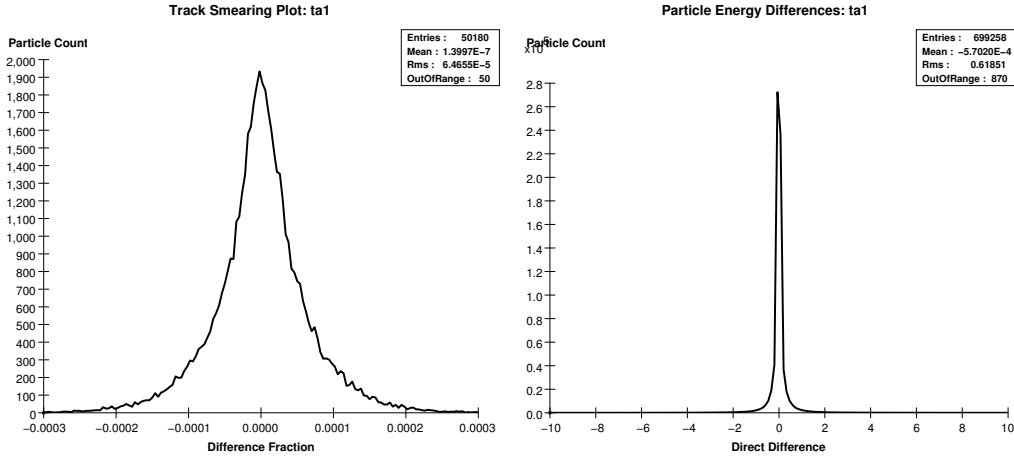 Track Smearing Plot: ta1
Particle Count
Entries : 50180
Mean : 1.3997E-7
Rms : 6.4655E-5
OutOfRange : 50
2,000
1,900
1,800
1,700
1,600
1,500
1,400
1,300
1,200
1,100
1,000
900
800
700
600
500
400
300
200
100
0
-0.0003 -0.0002 -0.0001 0.0000 0.0001 0.0002 0.0003
Difference Fraction
Particle Energy Differences: ta1
Particle Count
x10
Entries : 699258
Mean : -5.7020E-4
Rms : 0.61851
OutOfRange : 870
2.8
2.6
2.4
2.2
2.0
1.8
1.6
1.4
1.2
1.0
0.8
0.6
0.4
0.2
0.0
-10 -8 -6 -4 -2 0 2 4 6 8 10
Direct Difference